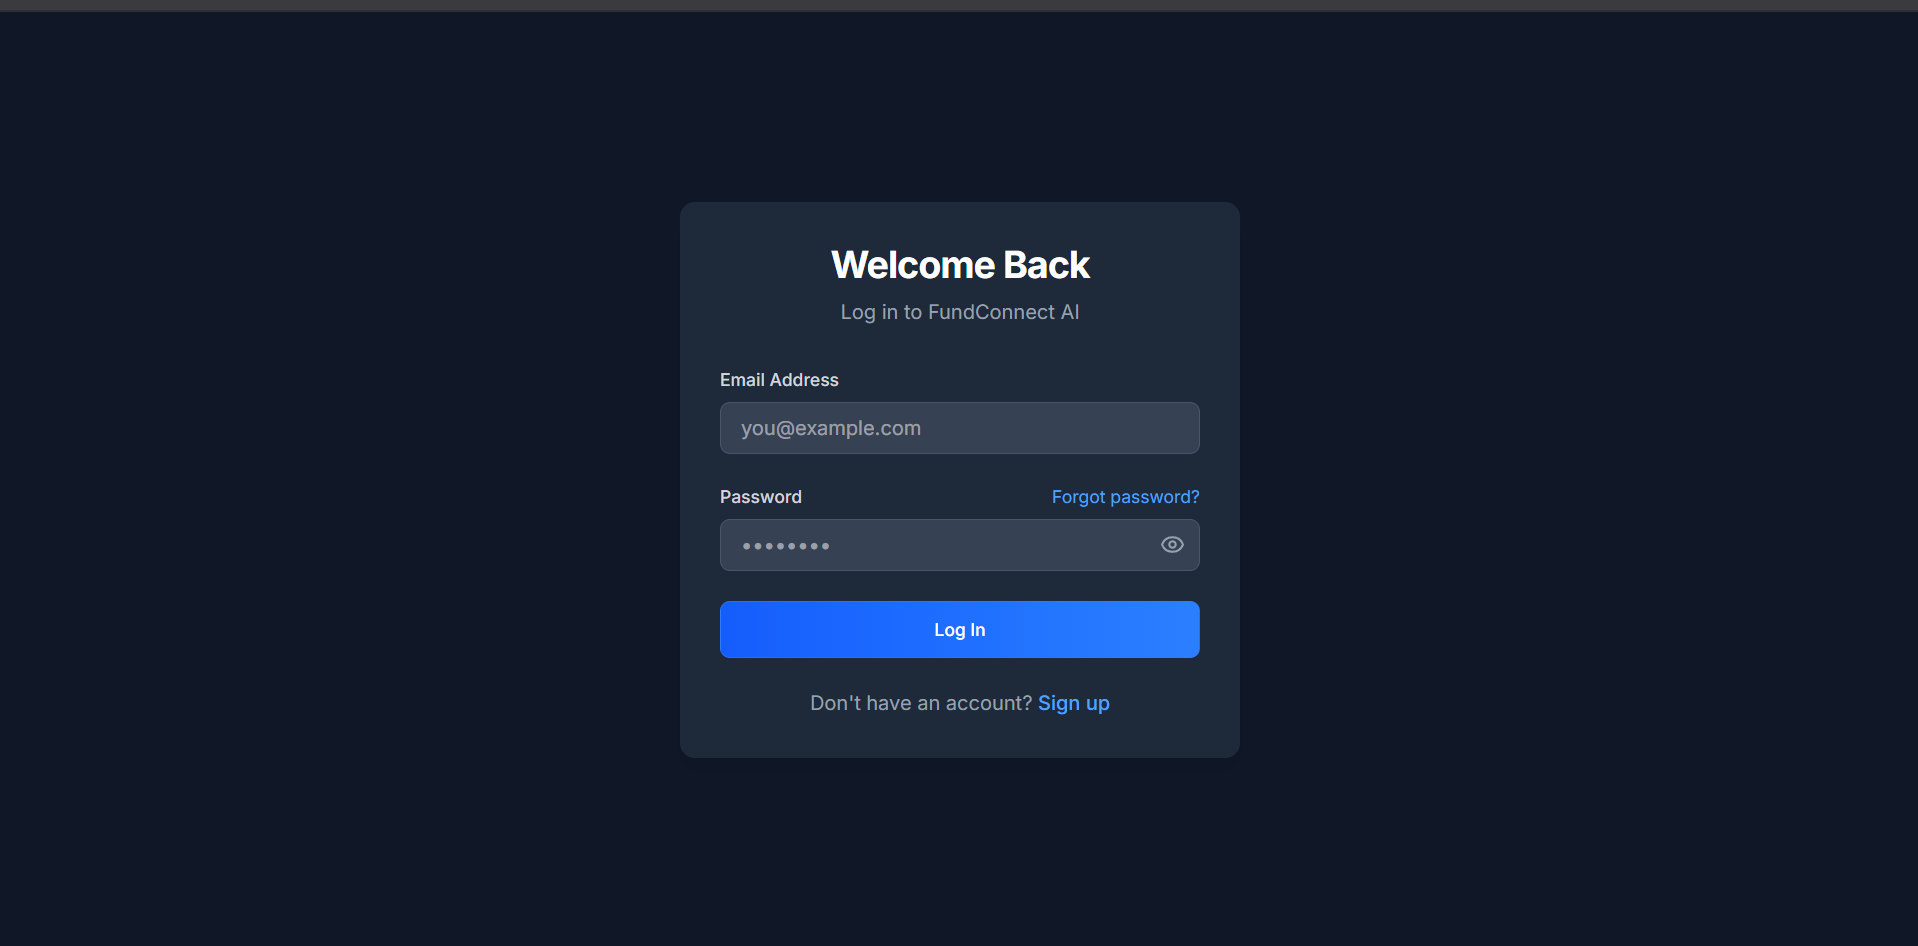 Welcome Back
Log in to FundConnect AI
Email Address
you@example.com
Password Forgot password?
••••••••
Log In
Don't have an account? Sign up